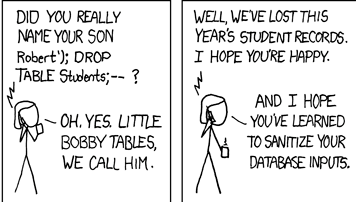 DID YOU REALLY
NAME YOUR SON
Robert'); DROP
TABLE Students;-- ?
OH, YES. LITTLE
BOBBY TABLES,
WE CALL HIM.
WELL, WE'VE LOST THIS
YEAR'S STUDENT RECORDS.
I HOPE YOU'RE HAPPY.
AND I HOPE
YOU'VE LEARNED
TO SANITIZE YOUR
DATABASE INPUTS.